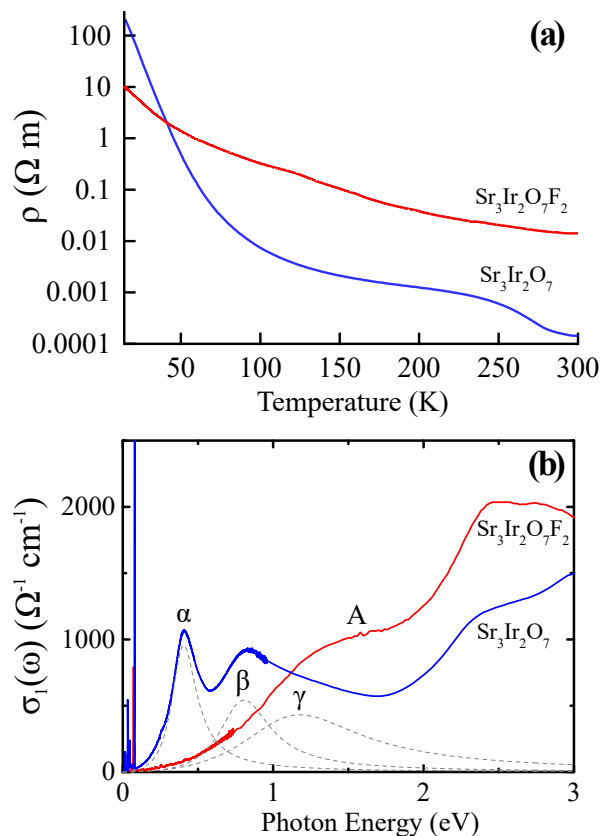 (a)
ρ (Ω m)
100
10
1
0.1
0.01
0.001
0.0001
Sr₃Ir₂O₇F₂
Sr₃Ir₂O₇
50 100 150 200 250 300
Temperature (K)
(b)
σ₁(ω) (Ω⁻¹ cm⁻¹)
2000
1000
0
α
β
γ
A
Sr₃Ir₂O₇F₂
Sr₃Ir₂O₇
0 1 2 3
Photon Energy (eV)